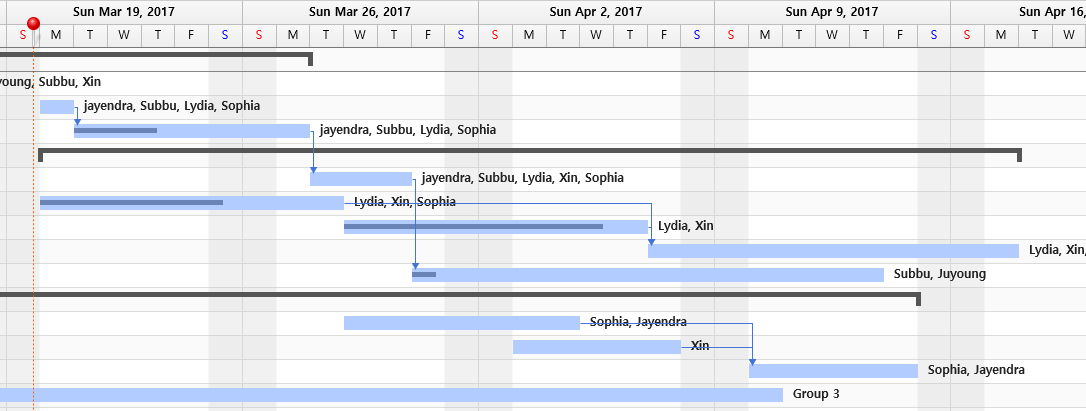 Sun Mar 19, 2017 Sun Mar 26, 2017 Sun Apr 2, 2017 Sun Apr 9, 2017 Sun Apr 16,
S M T W T F S S M T W T F S S M T W T F S S M T W T F S S M T W
young, Subbu, Xin
jayendra, Subbu, Lydia, Sophia
jayendra, Subbu, Lydia, Sophia
jayendra, Subbu, Lydia, Xin, Sophia
Lydia, Xin, Sophia
Lydia, Xin
Lydia, Xin,
Subbu, Juyoung
Sophia, Jayendra
Xin
Sophia, Jayendra
Group 3